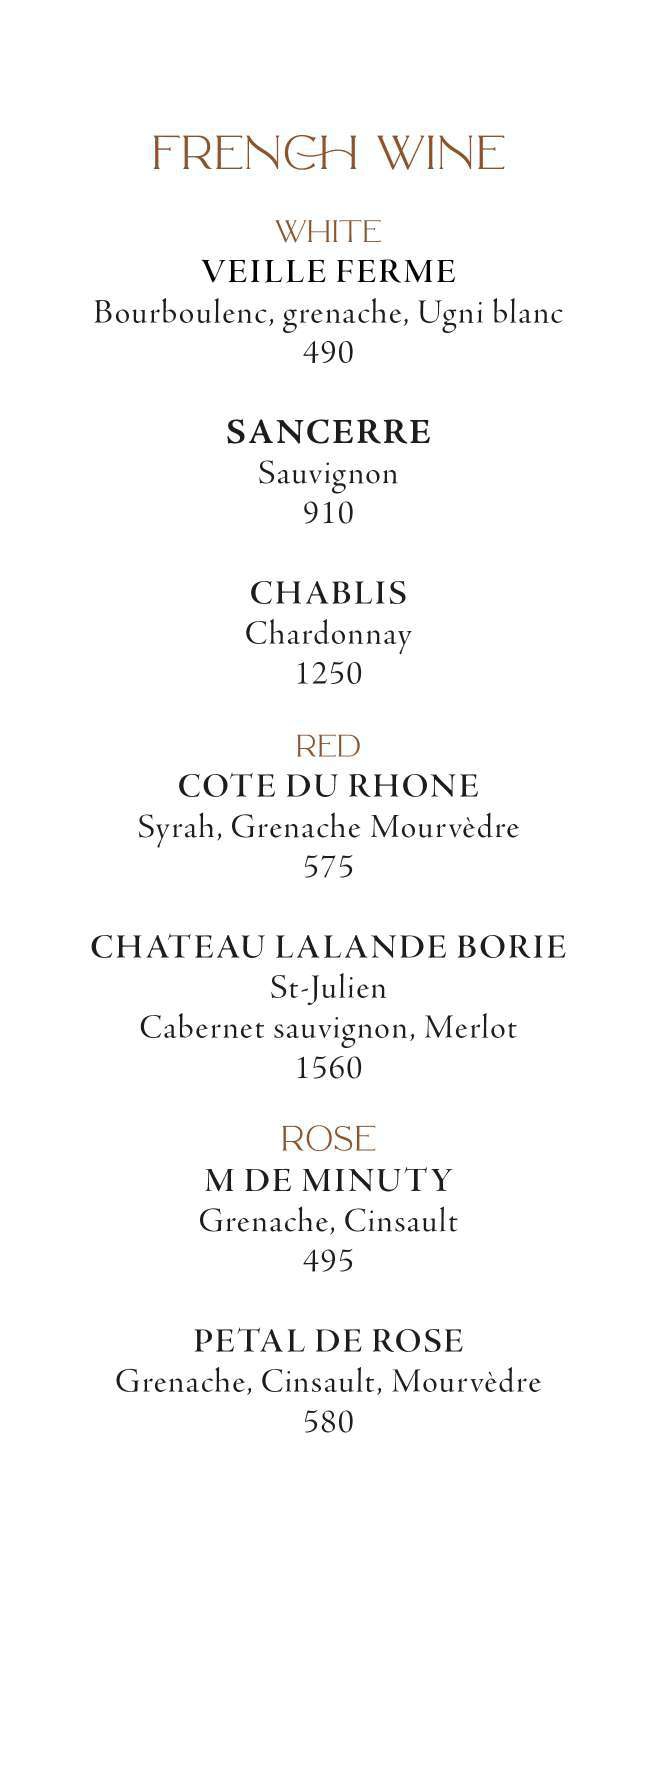 FRENCH WINE
WHITE
VEILLE FERME
Bourboulenc, grenache, Ugni blanc
490
SANCERRE
Sauvignon
910
CHABLIS
Chardonnay
1250
RED
COTE DU RHONE
Syrah, Grenache Mourvèdre
575
CHATEAU LALANDE BORIE
St-Julien
Cabernet sauvignon, Merlot
1560
ROSE
M DE MINUTY
Grenache, Cinsault
495
PETAL DE ROSE
Grenache, Cinsault, Mourvèdre
580